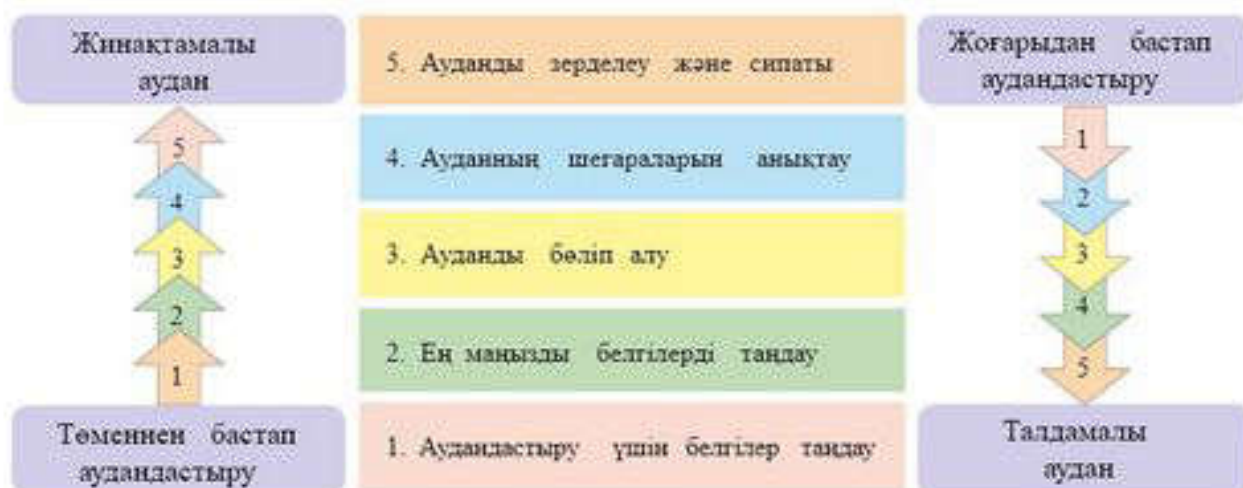 Жинақтамалы
аудан
5
4
3
2
1
Төменнен бастап
аудандастыру
5. Ауданды зерделеу және сипаты
4. Ауданның шегараларын анықтау
3. Ауданды бөліп алу
2. Ең маңызды белгілерді таңдау
1. Аудандастыру үшін белгілер таңдау
Жоғарыдан бастап
аудандастыру
1
2
3
4
5
Талдамалы
аудан